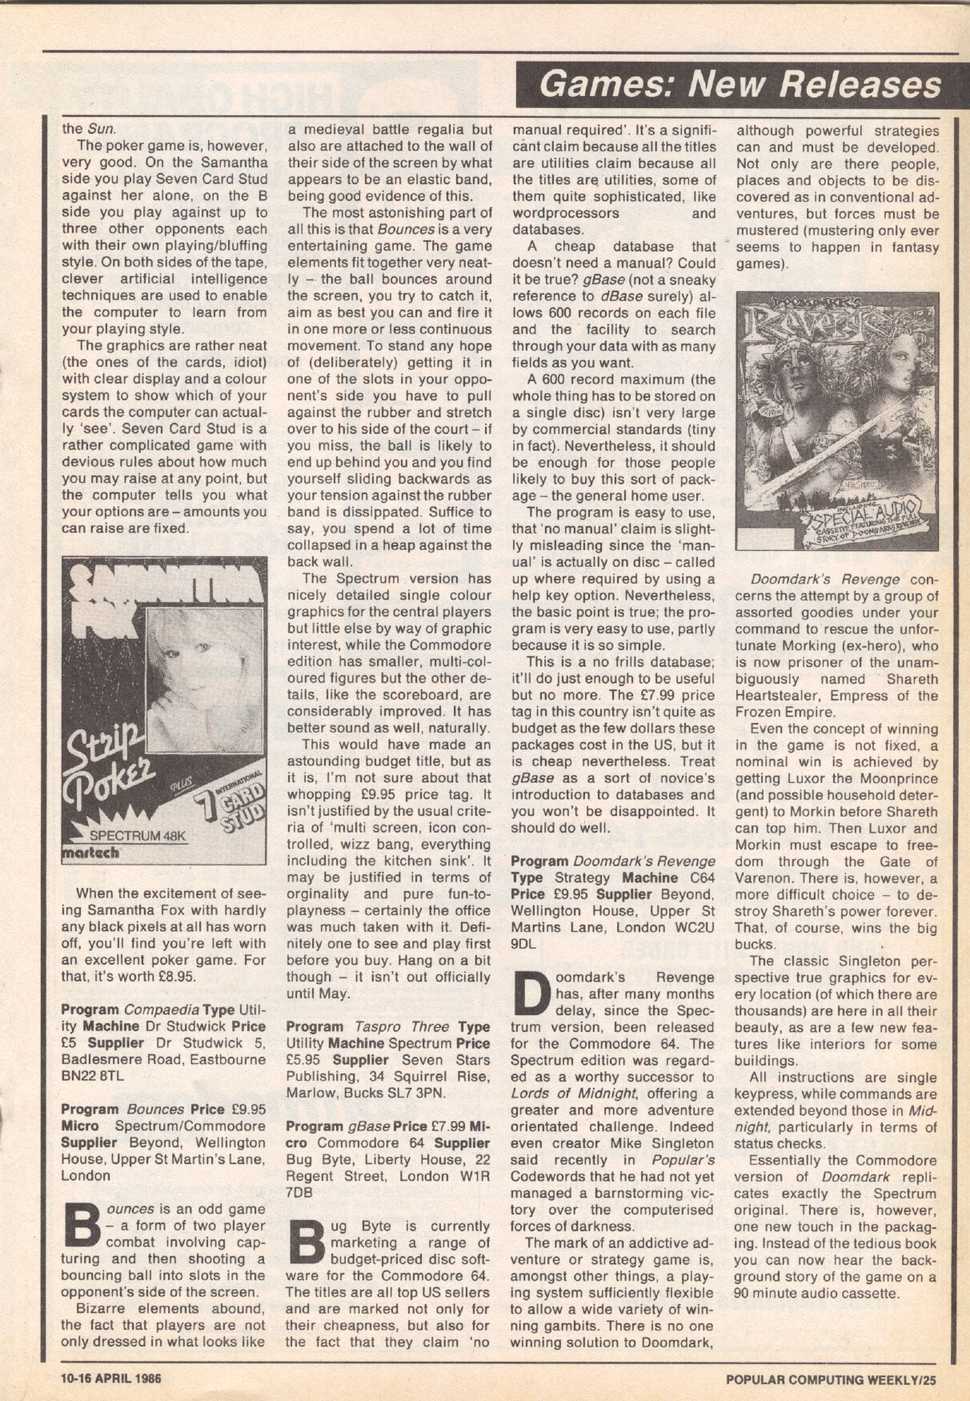 Games: New Releases
the Sun.
The poker game is, however,
very good. On the Samantha
side you play Seven Card Stud
against her alone, on the B
side you play against up to
three other opponents each
with their own playing/bluffing
style. On both sides of the tape,
clever artificial intelligence
techniques are used to enable
the computer to learn from
your playing style.
The graphics are rather neat
(the ones of the cards, idiot)
with clear display and a colour
system to show which of your
cards the computer can actual-
ly 'see'. Seven Card Stud is a
rather complicated game with
devious rules about how much
you may raise at any point, but
the computer tells you what
your options are – amounts you
can raise are fixed.
SAMANTHA
FOX
Strip
Poker
PLUS
7 INTERNATIONAL
CARD
STUD
SPECTRUM 48K
martech
When the excitement of see-
ing Samantha Fox with hardly
any black pixels at all has worn
off, you'll find you're left with
an excellent poker game. For
that, it's worth £8.95.
Program Compaedia Type Util-
ity Machine Dr Studwick Price
£5 Supplier Dr Studwick 5,
Badlesmere Road, Eastbourne
BN22 8TL
Program Bounces Price £9.95
Micro Spectrum/Commodore
Supplier Beyond, Wellington
House, Upper St Martin's Lane,
London
Bounces is an odd game
– a form of two player
combat involving cap-
turing and then shooting a
bouncing ball into slots in the
opponent's side of the screen.
Bizarre elements abound,
the fact that players are not
only dressed in what looks like
a medieval battle regalia but
also are attached to the wall of
their side of the screen by what
appears to be an elastic band,
being good evidence of this.
The most astonishing part of
all this is that Bounces is a very
entertaining game. The game
elements fit together very neat-
ly – the ball bounces around
the screen, you try to catch it,
aim as best you can and fire it
in one more or less continuous
movement. To stand any hope
of (deliberately) getting it in
one of the slots in your oppo-
nent's side you have to pull
against the rubber and stretch
over to his side of the court – if
you miss, the ball is likely to
end up behind you and you find
yourself sliding backwards as
your tension against the rubber
band is dissipated. Suffice to
say, you spend a lot of time
collapsed in a heap against the
back wall.
The Spectrum version has
nicely detailed single colour
graphics for the central players
but little else by way of graphic
interest, while the Commodore
edition has smaller, multi-col-
oured figures but the other de-
tails, like the scoreboard, are
considerably improved. It has
better sound as well, naturally.
This would have made an
astounding budget title, but as
it is, I'm not sure about that
whopping £9.95 price tag. It
isn't justified by the usual crite-
ria of 'multi screen, icon con-
trolled, wizz bang, everything
including the kitchen sink'. It
may be justified in terms of
orginality and pure fun-to-
playness – certainly the office
was much taken with it. Defi-
nitely one to see and play first
before you buy. Hang on a bit
though – it isn't out officially
until May.
Program Taspro Three Type
Utility Machine Spectrum Price
£5.95 Supplier Seven Stars
Publishing, 34 Squirrel Rise,
Marlow, Bucks SL7 3PN.
Program gBase Price £7.99 Mi-
cro Commodore 64 Supplier
Bug Byte, Liberty House, 22
Regent Street, London W1R
7DB
Bug Byte is currently
marketing a range of
budget-priced disc soft-
ware for the Commodore 64.
The titles are all top US sellers
and are marked not only for
their cheapness, but also for
the fact that they claim 'no
manual required'. It's a signifi-
cant claim because all the titles
are utilities claim because all
the titles are utilities, some of
them quite sophisticated, like
wordprocessors and
databases.
A cheap database that
doesn't need a manual? Could
it be true? gBase (not a sneaky
reference to dBase surely) al-
lows 600 records on each file
and the facility to search
through your data with as many
fields as you want.
A 600 record maximum (the
whole thing has to be stored on
a single disc) isn't very large
by commercial standards (tiny
in fact). Nevertheless, it should
be enough for those people
likely to buy this sort of pack-
age – the general home user.
The program is easy to use,
that 'no manual' claim is slight-
ly misleading since the 'man-
ual' is actually on disc – called
up where required by using a
help key option. Nevertheless,
the basic point is true; the pro-
gram is very easy to use, partly
because it is so simple.
This is a no frills database;
it'll do just enough to be useful
but no more. The £7.99 price
tag in this country isn't quite as
budget as the few dollars these
packages cost in the US, but it
is cheap nevertheless. Treat
gBase as a sort of novice's
introduction to databases and
you won't be disappointed. It
should do well.
Program Doomdark's Revenge
Type Strategy Machine C64
Price £9.95 Supplier Beyond,
Wellington House, Upper St
Martins Lane, London WC2U
9DL
Doomdark's Revenge
has, after many months
delay, since the Spec-
trum version, been released
for the Commodore 64. The
Spectrum edition was regard-
ed as a worthy successor to
Lords of Midnight, offering a
greater and more adventure
orientated challenge. Indeed
even creator Mike Singleton
said recently in Popular's
Codewords that he had not yet
managed a barnstorming vic-
tory over the computerised
forces of darkness.
The mark of an addictive ad-
venture or strategy game is,
amongst other things, a play-
ing system sufficiently flexible
to allow a wide variety of win-
ning gambits. There is no one
winning solution to Doomdark,
although powerful strategies
can and must be developed.
Not only are there people,
places and objects to be dis-
covered as in conventional ad-
ventures, but forces must be
mustered (mustering only ever
seems to happen in fantasy
games).
DOOMDARK'S
REVENGE
INCLUDING
SPECIAL AUDIO
CASSETTE FEATURING THE FULL
STORY OF DOOMDARK'S REVENGE
Doomdark's Revenge con-
cerns the attempt by a group of
assorted goodies under your
command to rescue the unfor-
tunate Morking (ex-hero), who
is now prisoner of the unam-
biguously named Shareth
Heartstealer, Empress of the
Frozen Empire.
Even the concept of winning
in the game is not fixed, a
nominal win is achieved by
getting Luxor the Moonprince
(and possible household deter-
gent) to Morkin before Shareth
can top him. Then Luxor and
Morkin must escape to free-
dom through the Gate of
Varenon. There is, however, a
more difficult choice – to de-
stroy Shareth's power forever.
That, of course, wins the big
bucks.
The classic Singleton per-
spective true graphics for ev-
ery location (of which there are
thousands) are here in all their
beauty, as are a few new fea-
tures like interiors for some
buildings.
All instructions are single
keypress, while commands are
extended beyond those in Mid-
night, particularly in terms of
status checks.
Essentially the Commodore
version of Doomdark repli-
cates exactly the Spectrum
original. There is, however,
one new touch in the packag-
ing. Instead of the tedious book
you can now hear the back-
ground story of the game on a
90 minute audio cassette.
10-16 APRIL 1986
POPULAR COMPUTING WEEKLY/25